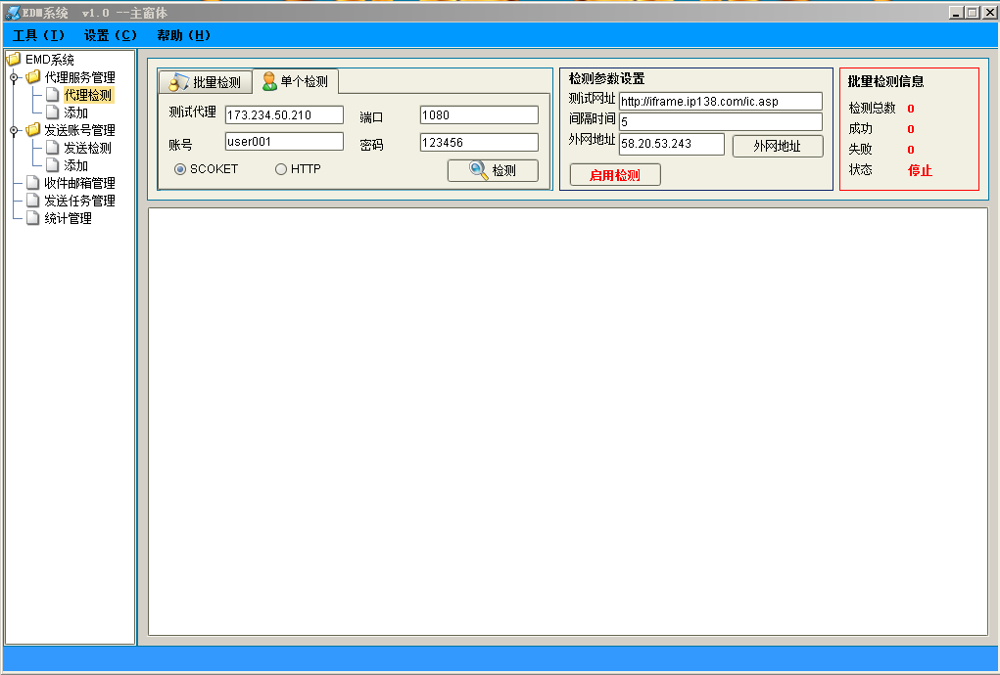 EDM系统 v1.0 --主窗体
工具 (I) 设置 (C) 帮助 (H)
EMD系统
代理服务管理
代理检测
添加
发送账号管理
发送检测
添加
收件邮箱管理
发送任务管理
统计管理
批量检测 单个检测
测试代理 173.234.50.210 端口 1080
账号 user001 密码 123456
SCOKET HTTP 检测
检测参数设置
测试网址 http://iframe.ip138.com/ic.asp
间隔时间 5
外网地址 58.20.53.243 外网地址
启用检测
批量检测信息
检测总数 0
成功 0
失败 0
状态 停止